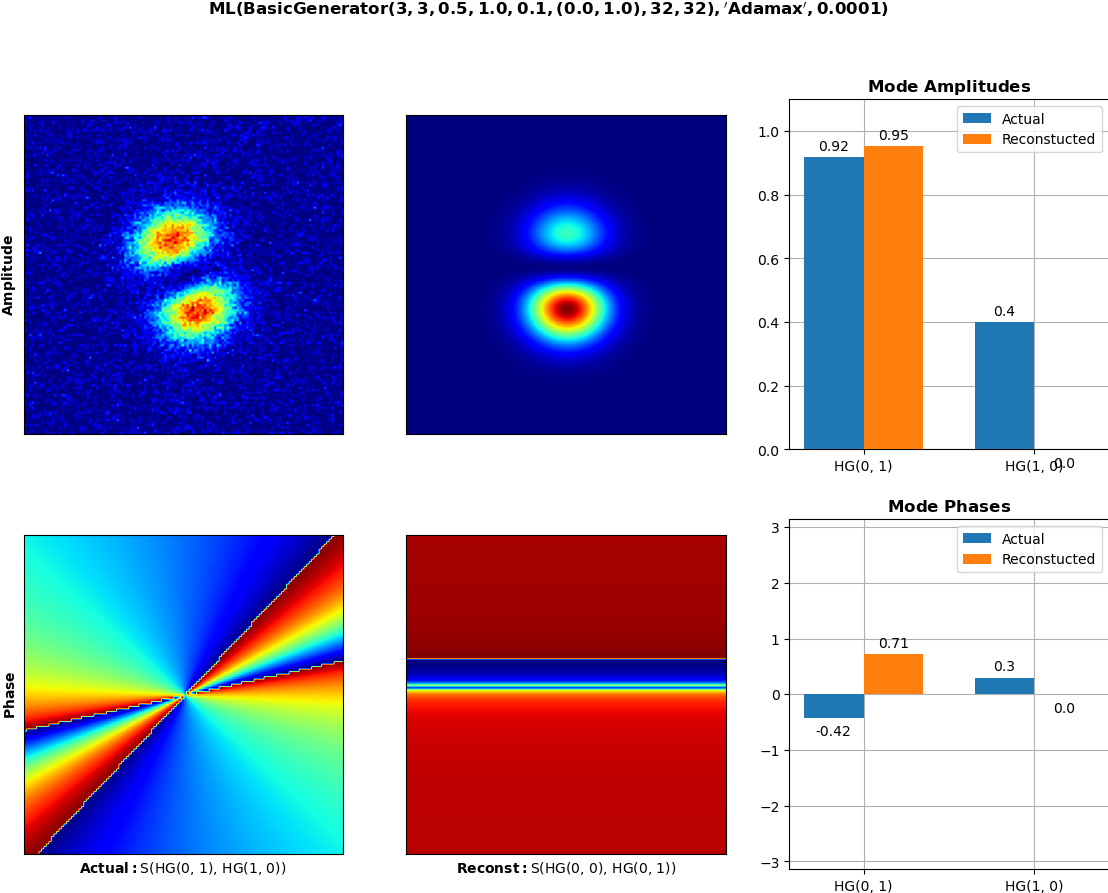 ML(BasicGenerator(3, 3, 0.5, 1.0, 0.1, (0.0, 1.0), 32, 32), ′Adamax′, 0.0001)
Amplitude
Mode Amplitudes
Actual
Reconstucted
1.0
0.8
0.6
0.4
0.2
0.0
0.92
0.95
0.4
0.0
HG(0, 1)
HG(1, 0)
Phase
Actual: S(HG(0, 1), HG(1, 0))
Reconst: S(HG(0, 0), HG(0, 1))
Mode Phases
Actual
Reconstucted
3
2
1
0
−1
−2
−3
-0.42
0.71
0.3
0.0
HG(0, 1)
HG(1, 0)